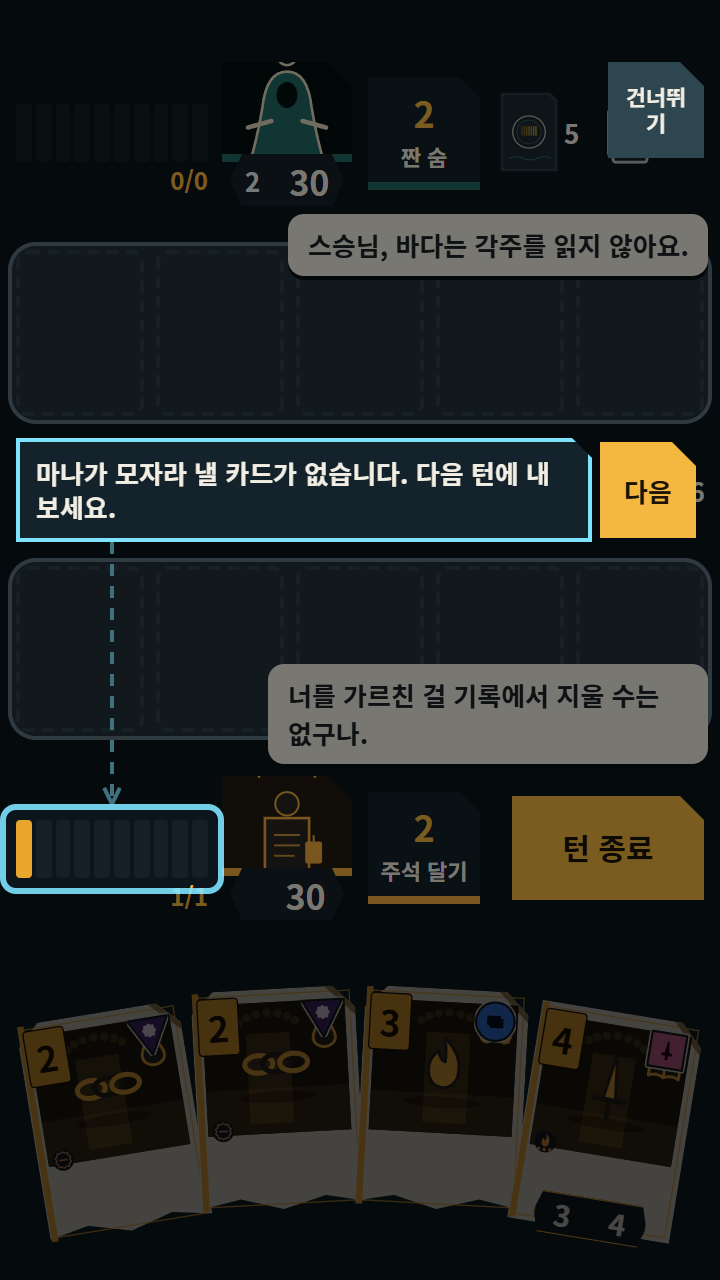 건너뛰
기
2
짠 숨
5
0/0
2 30
스승님, 바다는 각주를 읽지 않아요.
마나가 모자라 낼 카드가 없습니다. 다음 턴에 내
보세요.
다음
6
너를 가르친 걸 기록에서 지울 수는
없구나.
2
주석 달기
턴 종료
1/1
30
2
2
3
4
3 4